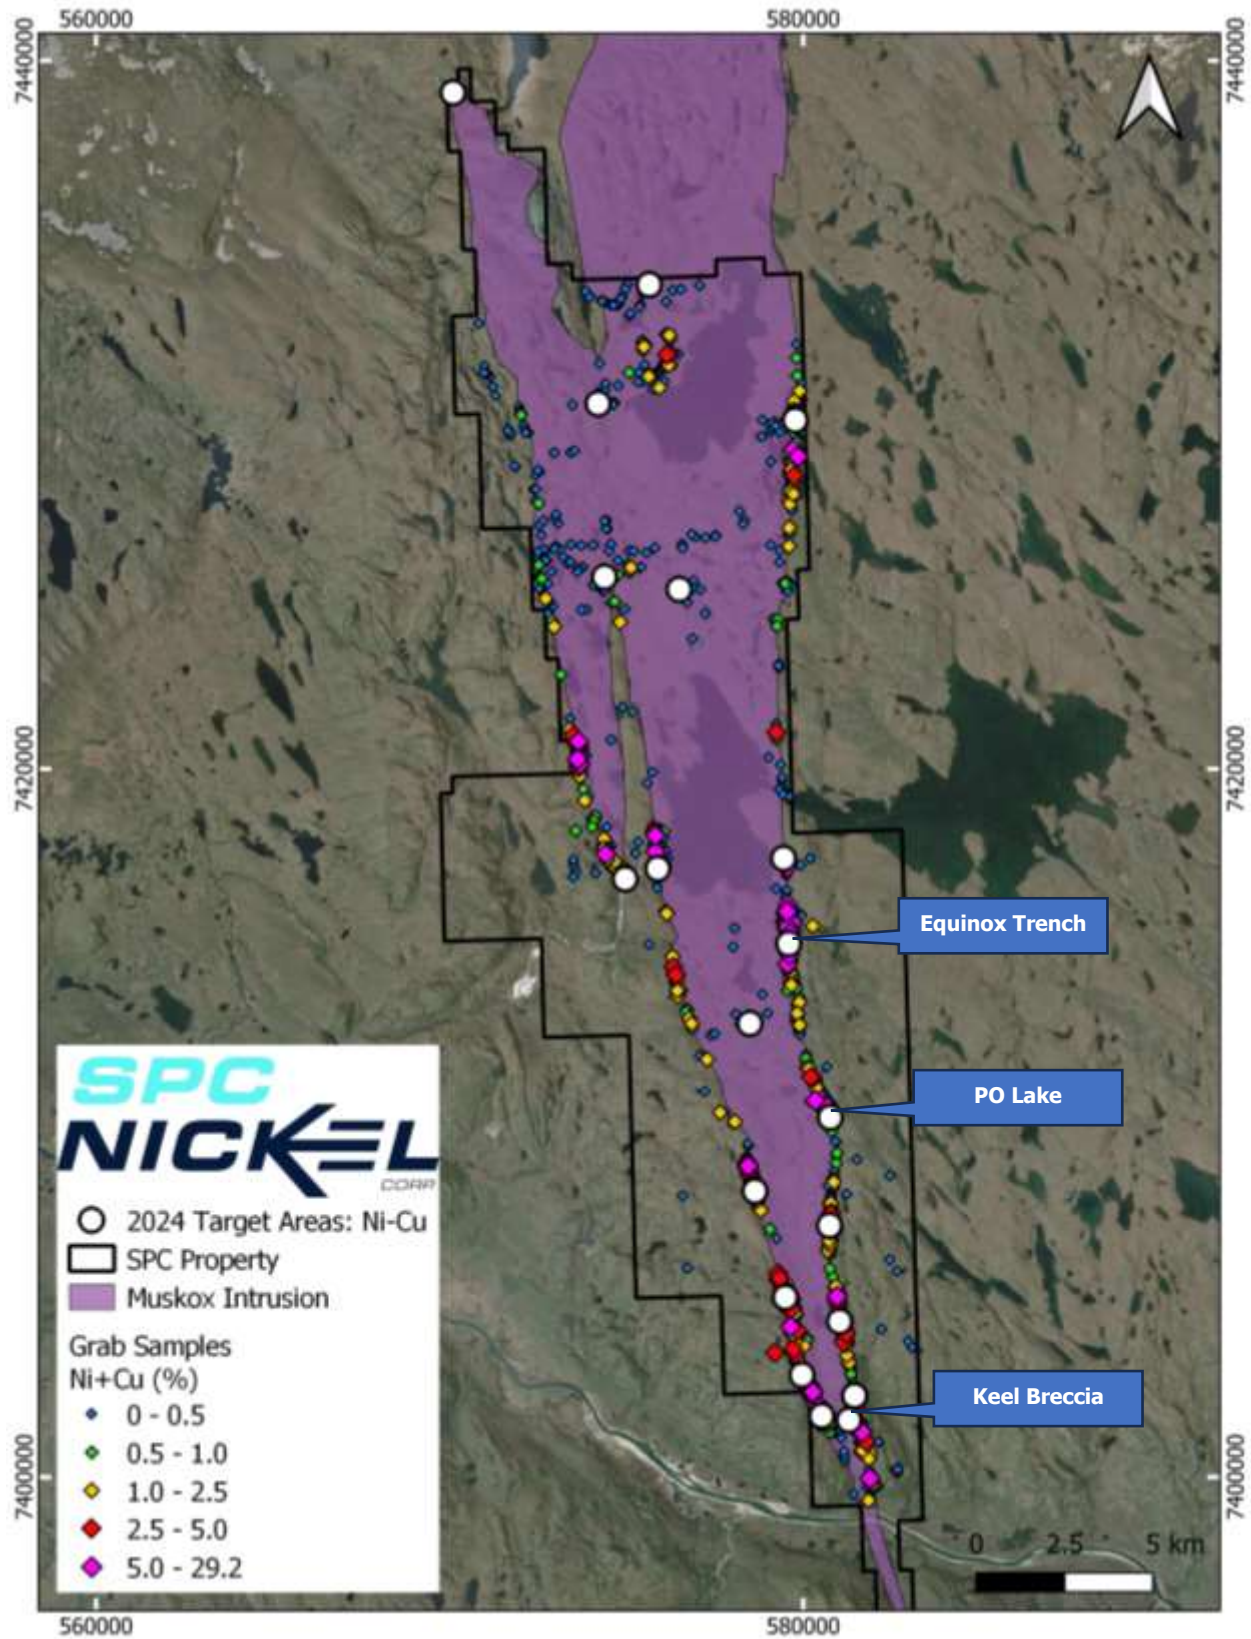 560000
580000
7440000
7440000
7420000
7420000
Equinox Trench
PO Lake
Keel Breccia
SPC
NICKEL
CORP
2024 Target Areas: Ni-Cu
SPC Property
Muskox Intrusion
Grab Samples
Ni+Cu (%)
0 - 0.5
0.5 - 1.0
1.0 - 2.5
2.5 - 5.0
5.0 - 29.2
7400000
7400000
0 2.5 5 km
560000
580000